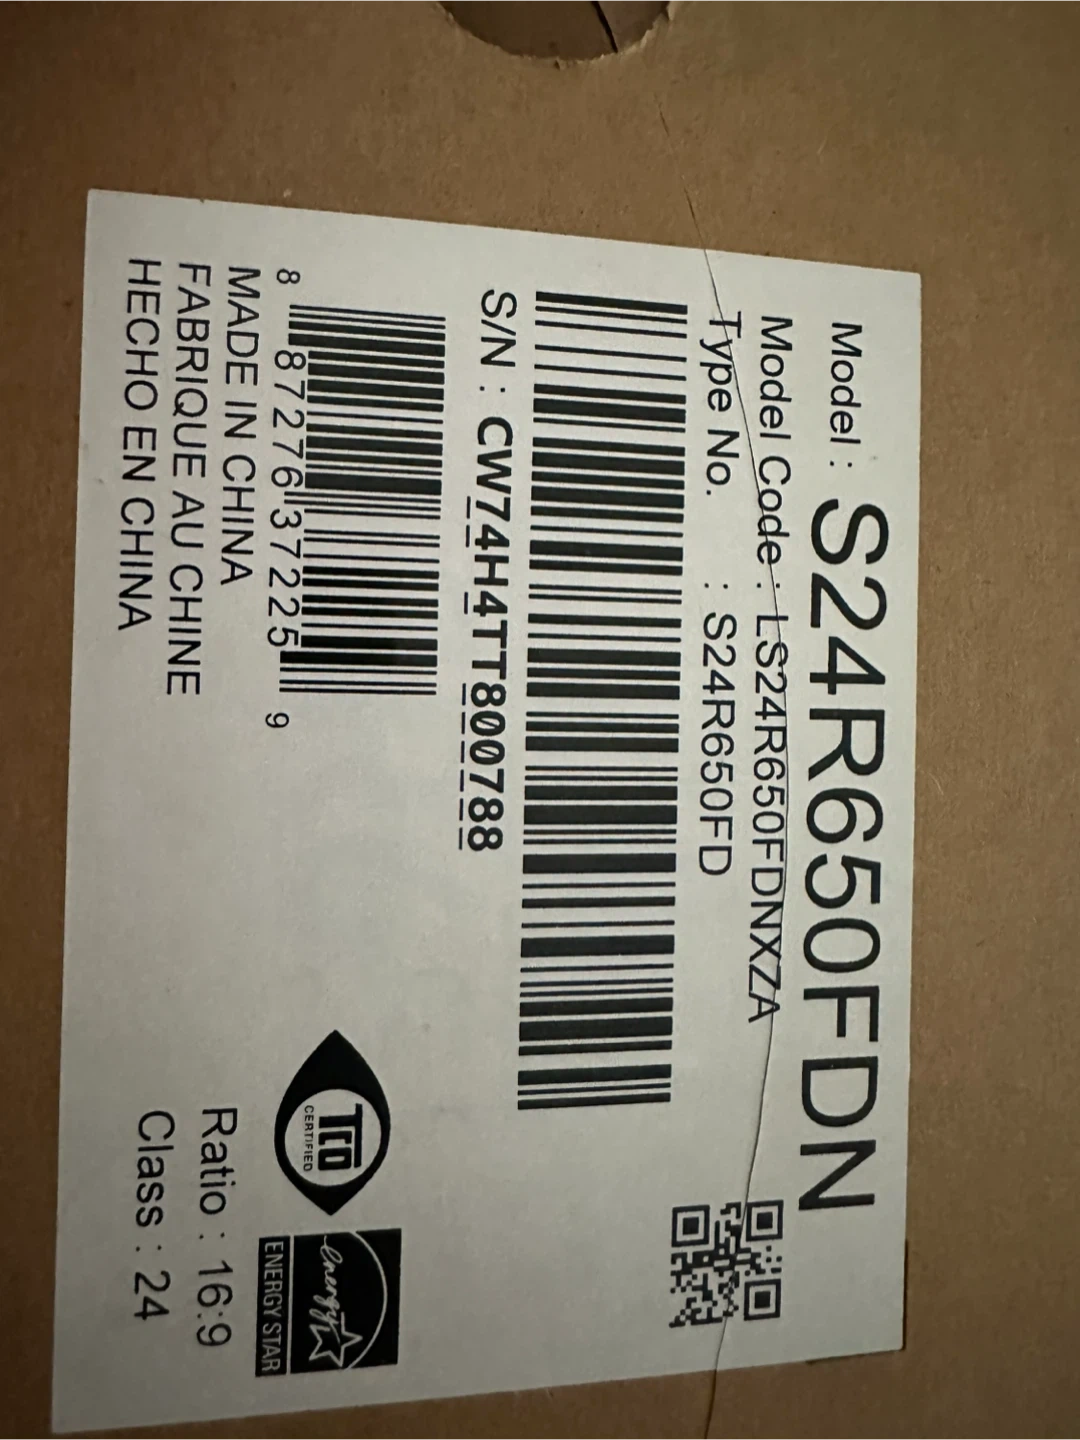 Model : S24R650FDN
Model Code : LS24R650FDNXZA
Type No. : S24R650FD
S/N : CW74H4TT800788
8 87276 37225 9
MADE IN CHINA
FABRIQUE AU CHINE
HECHO EN CHINA
TCO
CERTIFIED
energy
ENERGY STAR
Ratio : 16:9
Class : 24